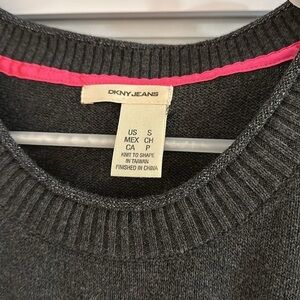 DKNY JEANS
US S
MEX CH
CA P
KNIT TO SHAPE
IN TAIWAN
FINISHED IN CHINA